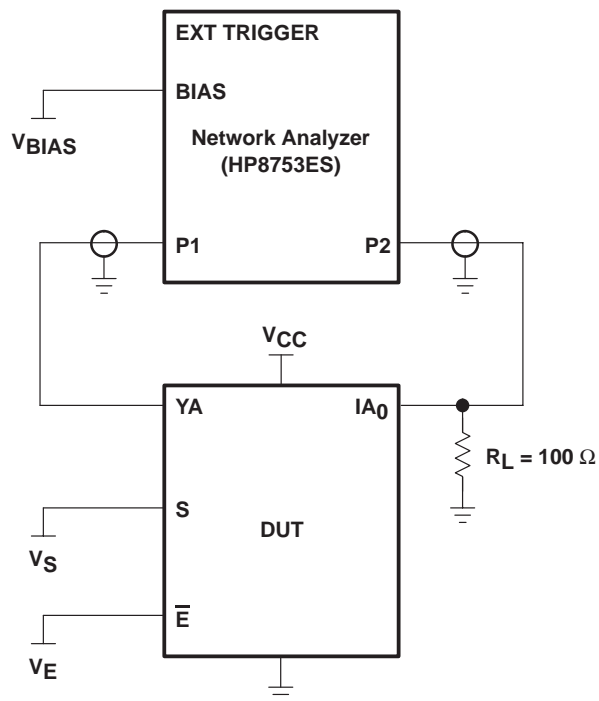 EXT TRIGGER
BIAS
VBIAS
Network Analyzer
(HP8753ES)
P1
P2
VCC
YA
IA0
RL = 100 Ω
S
DUT
VS
E̅
VE